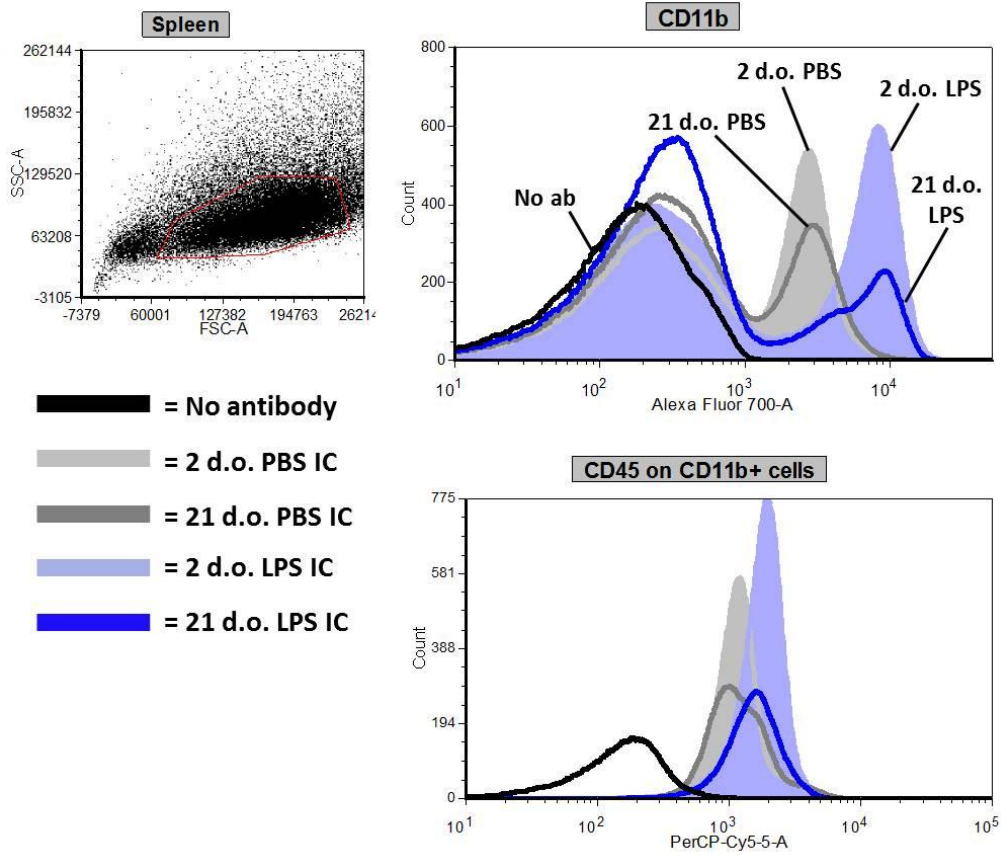 Spleen
262144
195832
129520
63208
-3105
SSC-A
-7379 60001 127382 194763 26214
FSC-A
CD11b
800
600
400
200
0
Count
2 d.o. PBS
2 d.o. LPS
21 d.o. PBS
No ab
21 d.o.
LPS
10¹ 10² 10³ 10⁴
Alexa Fluor 700-A
= No antibody
= 2 d.o. PBS IC
= 21 d.o. PBS IC
= 2 d.o. LPS IC
= 21 d.o. LPS IC
CD45 on CD11b+ cells
775
581
388
194
0
Count
10¹ 10² 10³ 10⁴ 10⁵
PerCP-Cy5-5-A